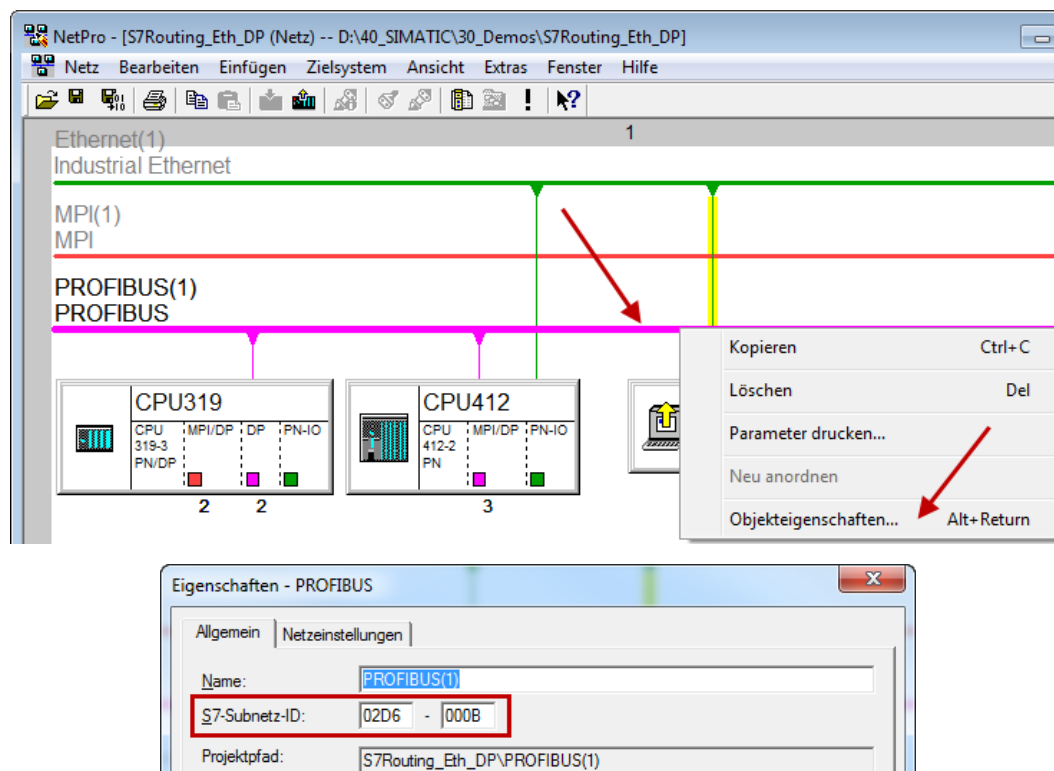 NetPro - [S7Routing_Eth_DP (Netz) -- D:\40_SIMATIC\30_Demos\S7Routing_Eth_DP]
Netz Bearbeiten Einfügen Zielsystem Ansicht Extras Fenster Hilfe
1
Ethernet(1)
Industrial Ethernet
MPI(1)
MPI
PROFIBUS(1)
PROFIBUS
Kopieren Ctrl+C
Löschen Del
Parameter drucken...
Neu anordnen
Objekteigenschaften... Alt+Return
CPU319
CPU MPI/DP DP PN-IO
319-3
PN/DP
2 2
CPU412
CPU MPI/DP PN-IO
412-2
PN
3
Eigenschaften - PROFIBUS
Allgemein Netzeinstellungen
Name: PROFIBUS(1)
S7-Subnetz-ID: 02D6 - 000B
Projektpfad: S7Routing_Eth_DP\PROFIBUS(1)